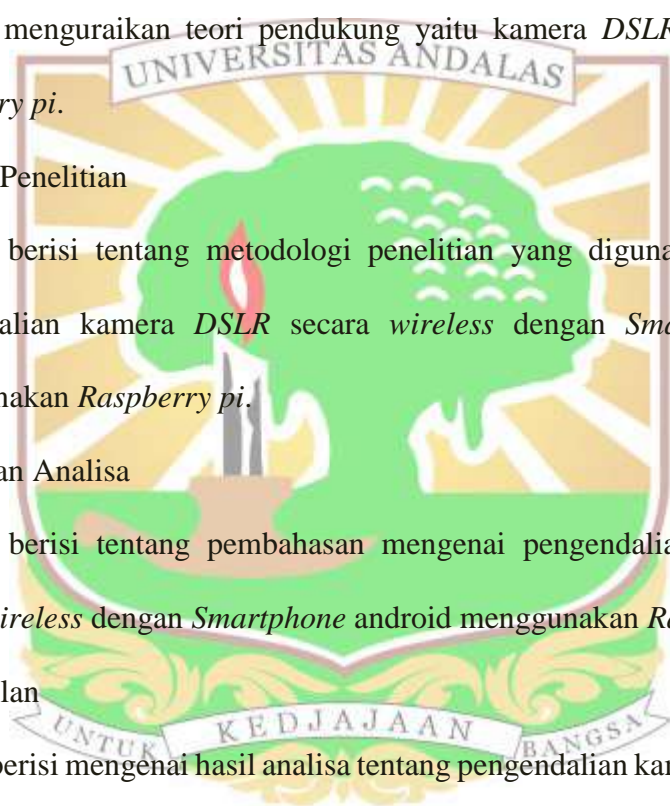 menguraikan teori pendukung yaitu kamera DSLR
UNIVERSITAS ANDALAS
ry pi.
Penelitian
berisi tentang metodologi penelitian yang diguna
alian kamera DSLR secara wireless dengan Sma
nakan Raspberry pi.
an Analisa
berisi tentang pembahasan mengenai pengendalia
ireless dengan Smartphone android menggunakan Ra
lan
UNTUK KEDJAJAAN BANGSA
berisi mengenai hasil analisa tentang pengendalian kam